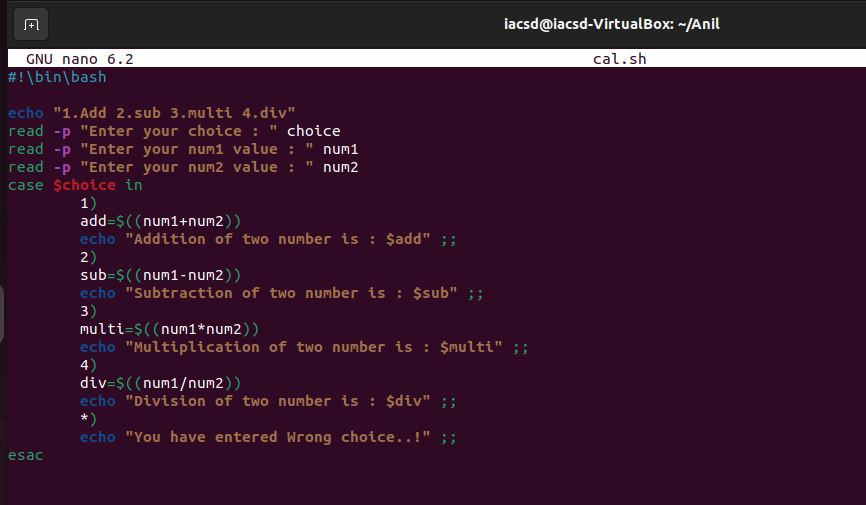 iacsd@iacsd-VirtualBox: ~/Anil
GNU nano 6.2 cal.sh
#!\bin\bash
echo "1.Add 2.sub 3.multi 4.div"
read -p "Enter your choice : " choice
read -p "Enter your num1 value : " num1
read -p "Enter your num2 value : " num2
case $choice in
1)
add=$((num1+num2))
echo "Addition of two number is : $add" ;;
2)
sub=$((num1-num2))
echo "Subtraction of two number is : $sub" ;;
3)
multi=$((num1*num2))
echo "Multiplication of two number is : $multi" ;;
4)
div=$((num1/num2))
echo "Division of two number is : $div" ;;
*)
echo "You have entered Wrong choice..!" ;;
esac